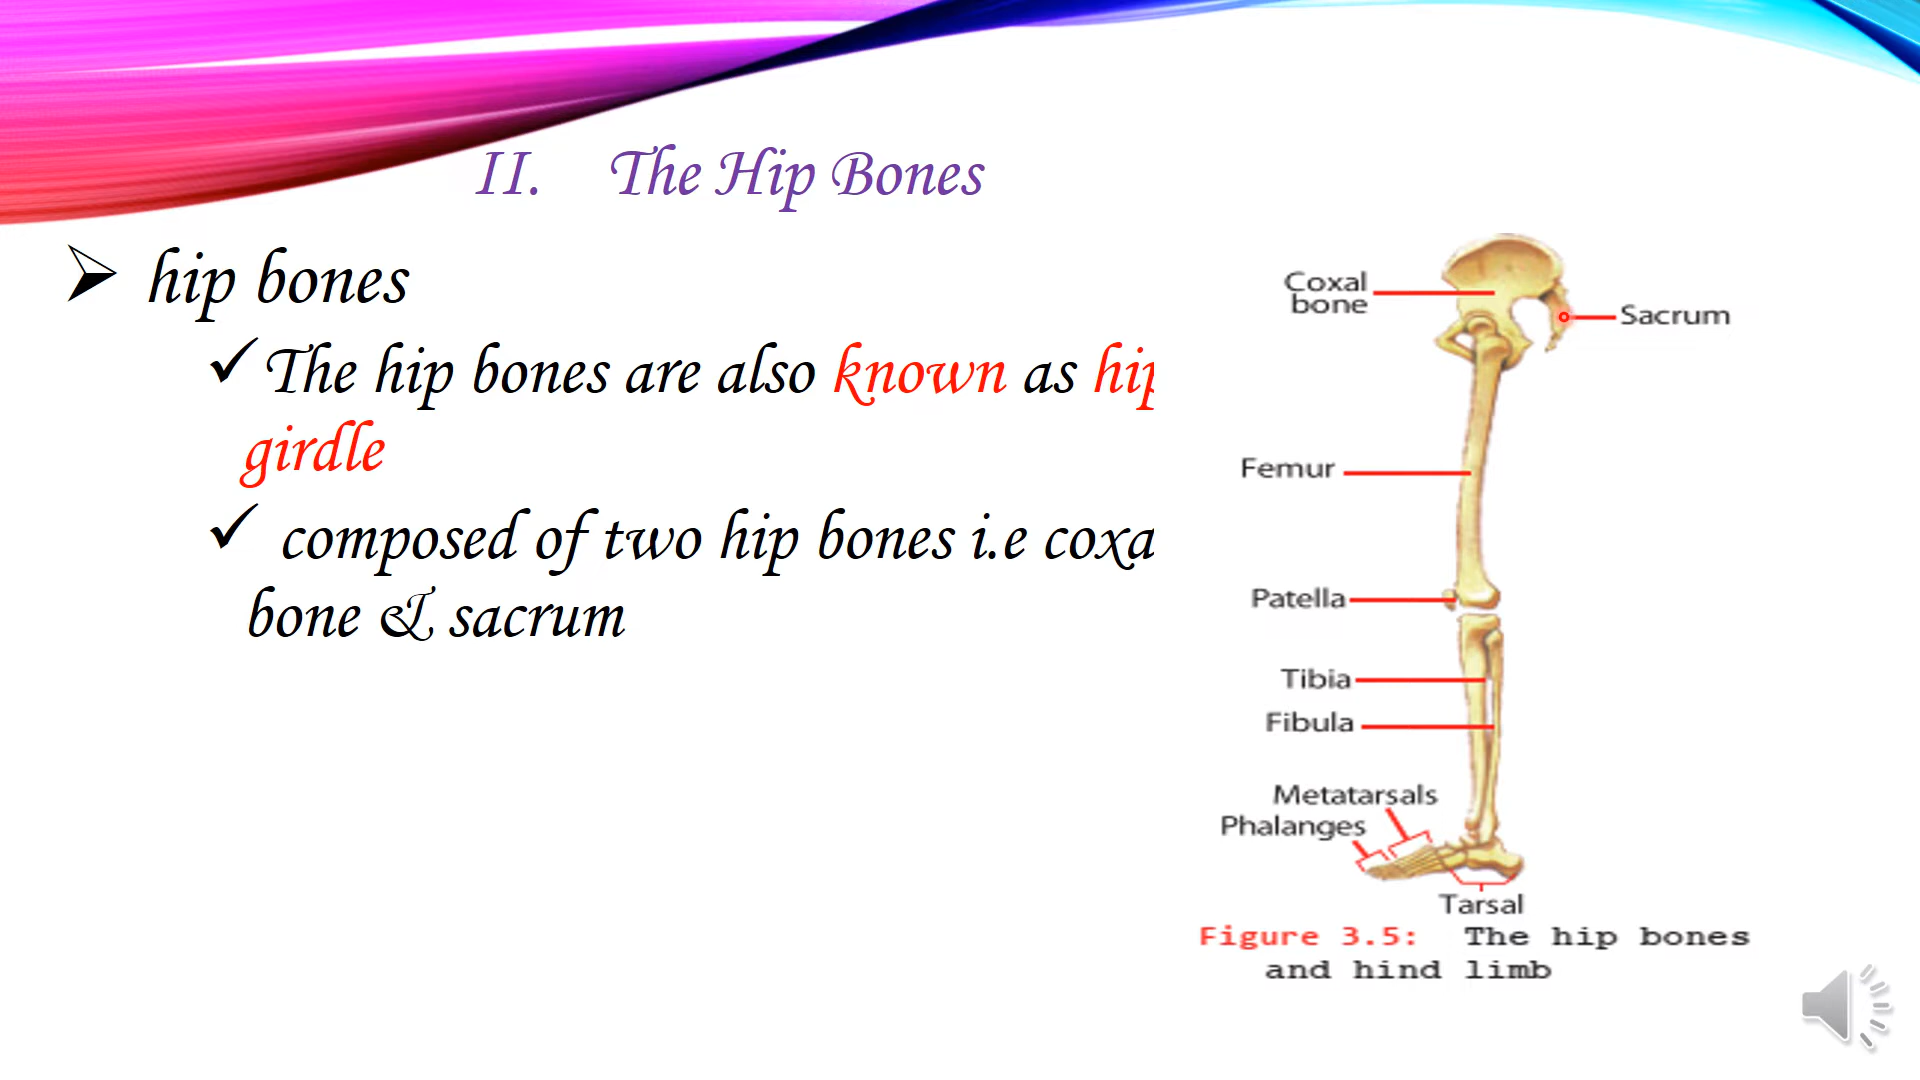 II. The Hip Bones
hip bones
The hip bones are also known as hip
girdle
composed of two hip bones i.e coxa
bone & sacrum
Coxal
bone
Sacrum
Femur
Patella
Tibia
Fibula
Metatarsals
Phalanges
Tarsal
Figure 3.5: The hip bones
and hind limb